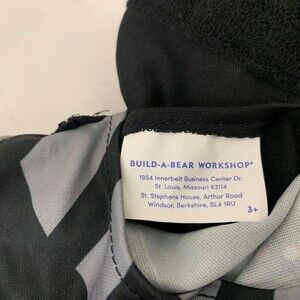 BUILD-A-BEAR WORKSHOP®
1954 Innerbelt Business Center Dr.
St. Louis, Missouri 63114
St. Stephens House, Arthur Road
Windsor, Berkshire, SL4 1RU
3+